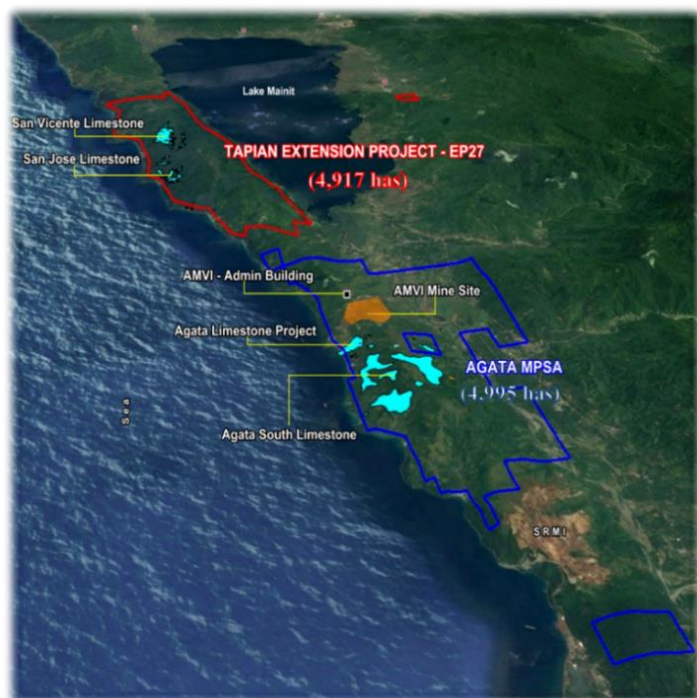 Lake Mainit
San Vicente Limestone
San Jose Limestone
TAPIAN EXTENSION PROJECT - EP27
(4,917 has)
AMVI - Admin Building
AMVI Mine Site
Agata Limestone Project
AGATA MPSA
(4,995 has)
Sea
Agata South Limestone
SRMI